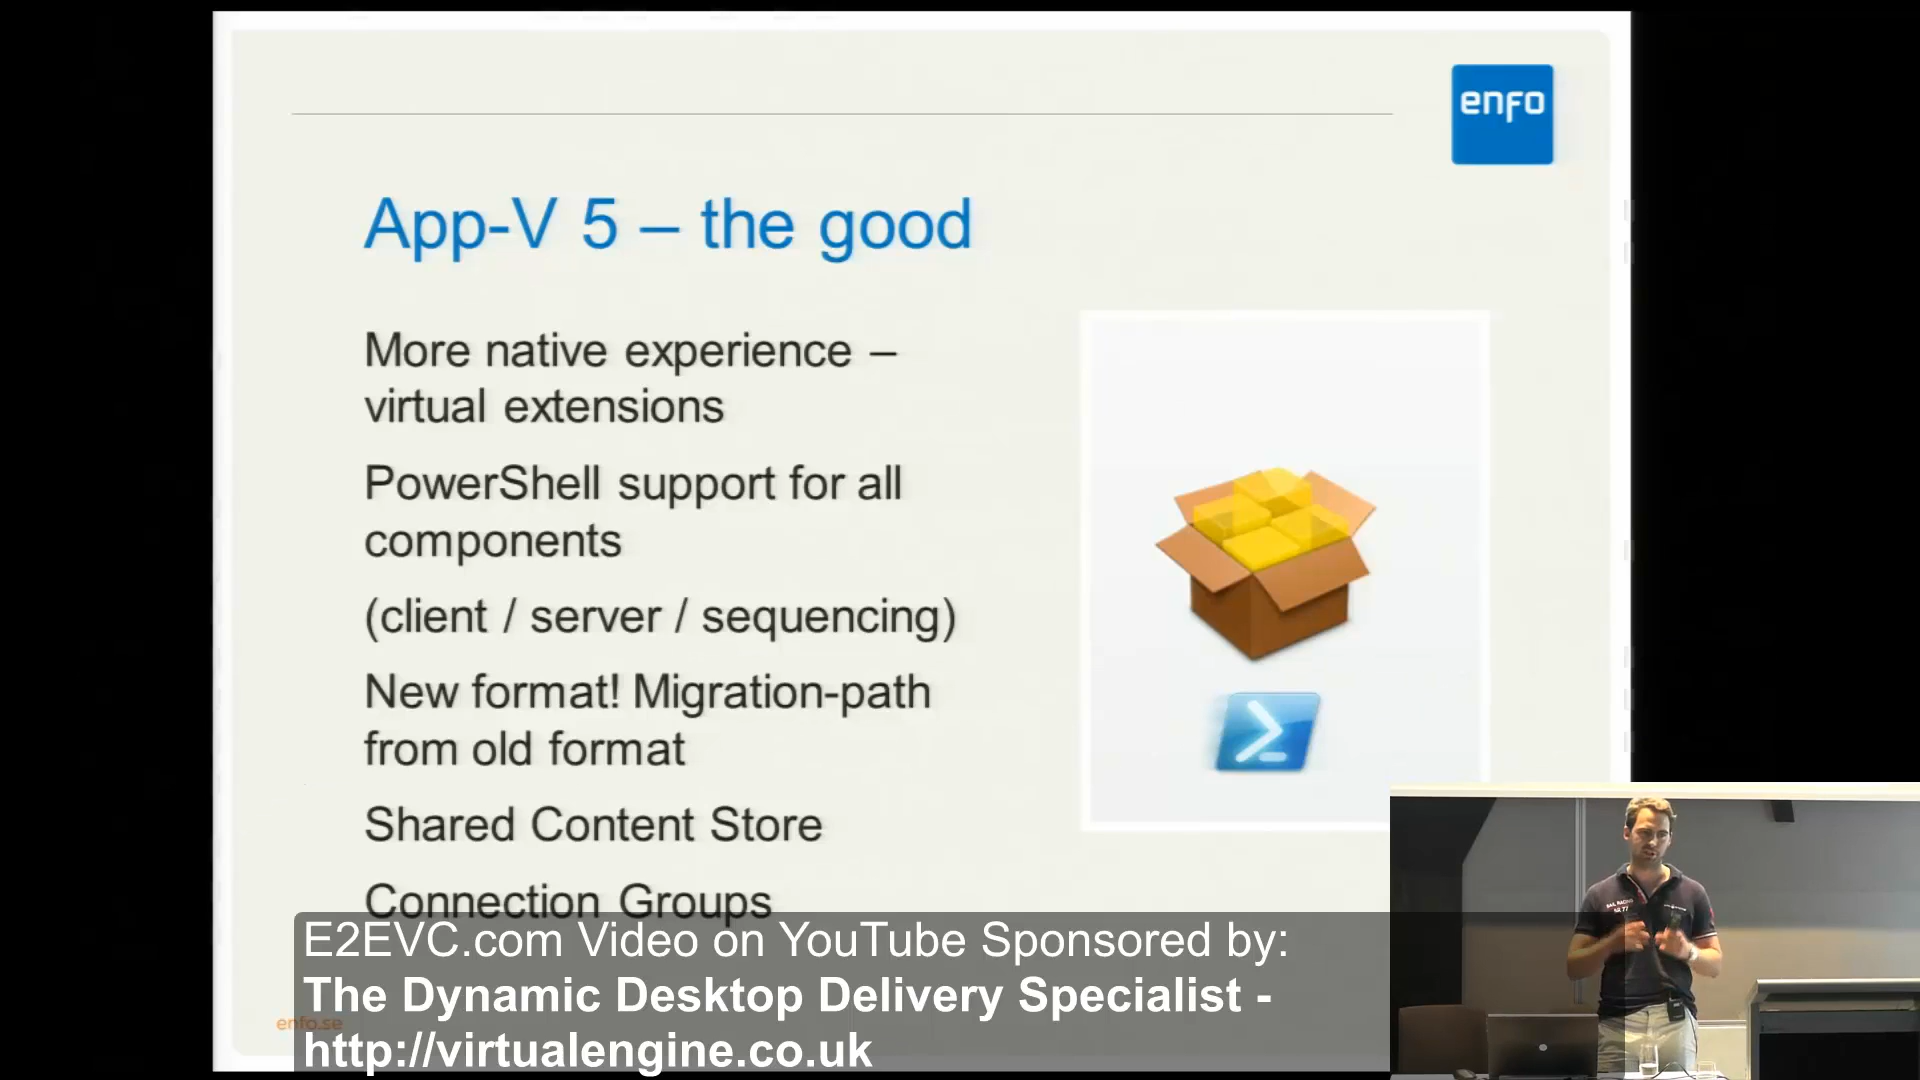 enfo
App-V 5 – the good
More native experience –
virtual extensions
PowerShell support for all
components
(client / server / sequencing)
New format! Migration-path
from old format
Shared Content Store
Connection Groups
E2EVC.com Video on YouTube Sponsored by:
The Dynamic Desktop Delivery Specialist -
enfo.se
http://virtualengine.co.uk
SAIL RACING